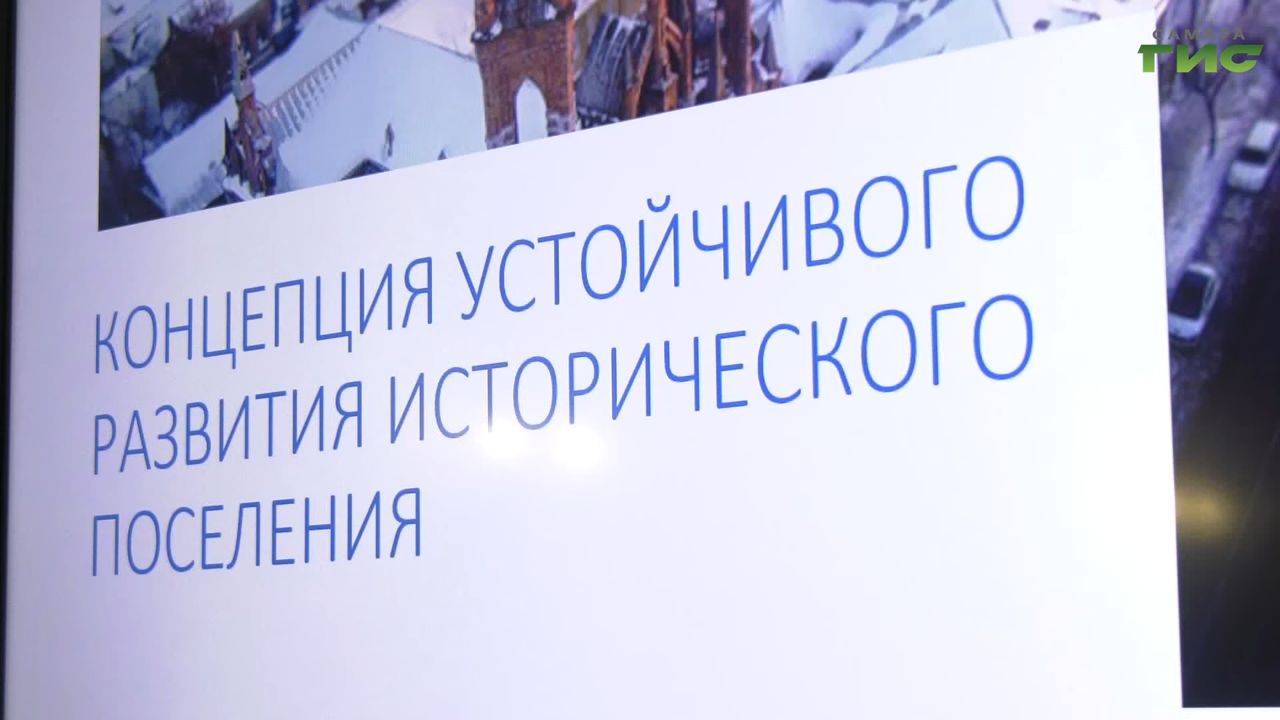 САМАРА
ТИС
КОНЦЕПЦИЯ УСТОЙЧИВОГО
РАЗВИТИЯ ИСТОРИЧЕСКОГО
ПОСЕЛЕНИЯ